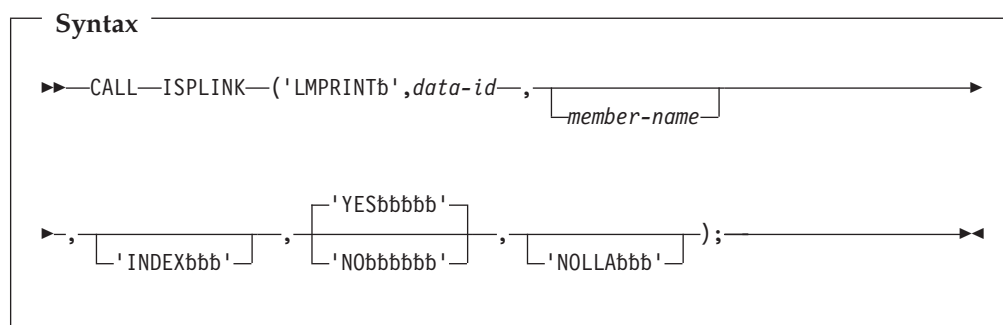 Syntax
►►—CALL—ISPLINK—('LMPRINTƀ',data-id—,
member-name
►
'YESƀƀƀƀƀ'
►—,
'INDEXƀƀƀ'
,
'NOƀƀƀƀƀƀ'
,
'NOLLAƀƀƀ'
);
►◄